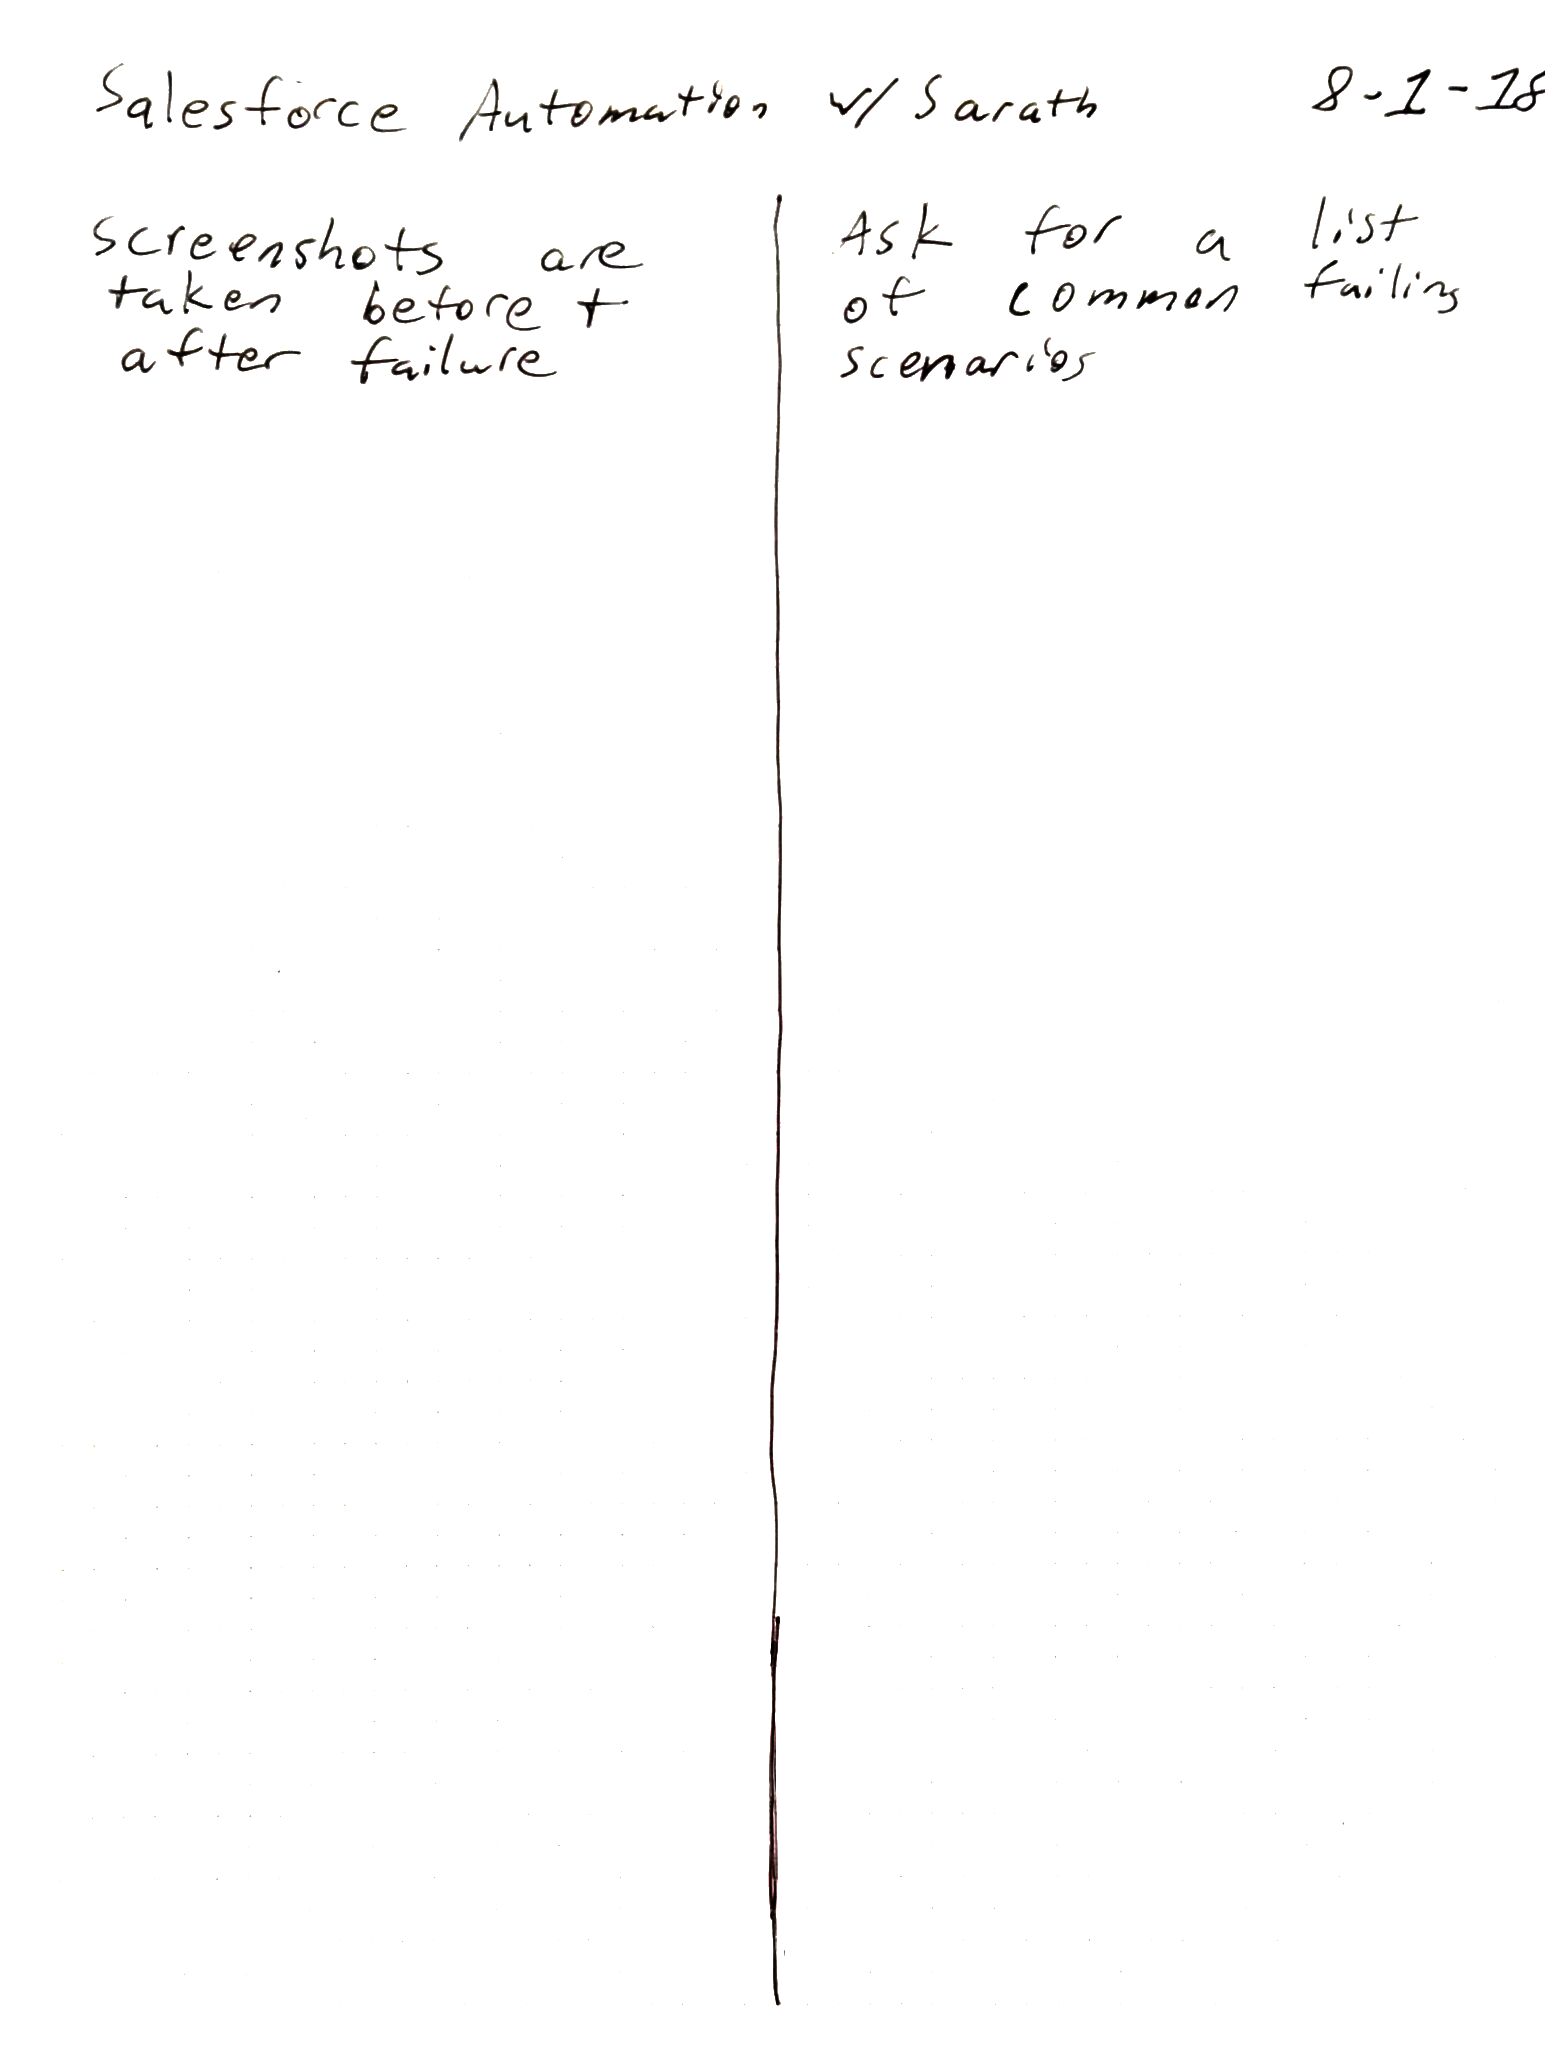 Salesforce Automation w/ Sarath 8-1-18
screenshots are
taken before +
after failure
Ask for a list
of common failing
scenarios